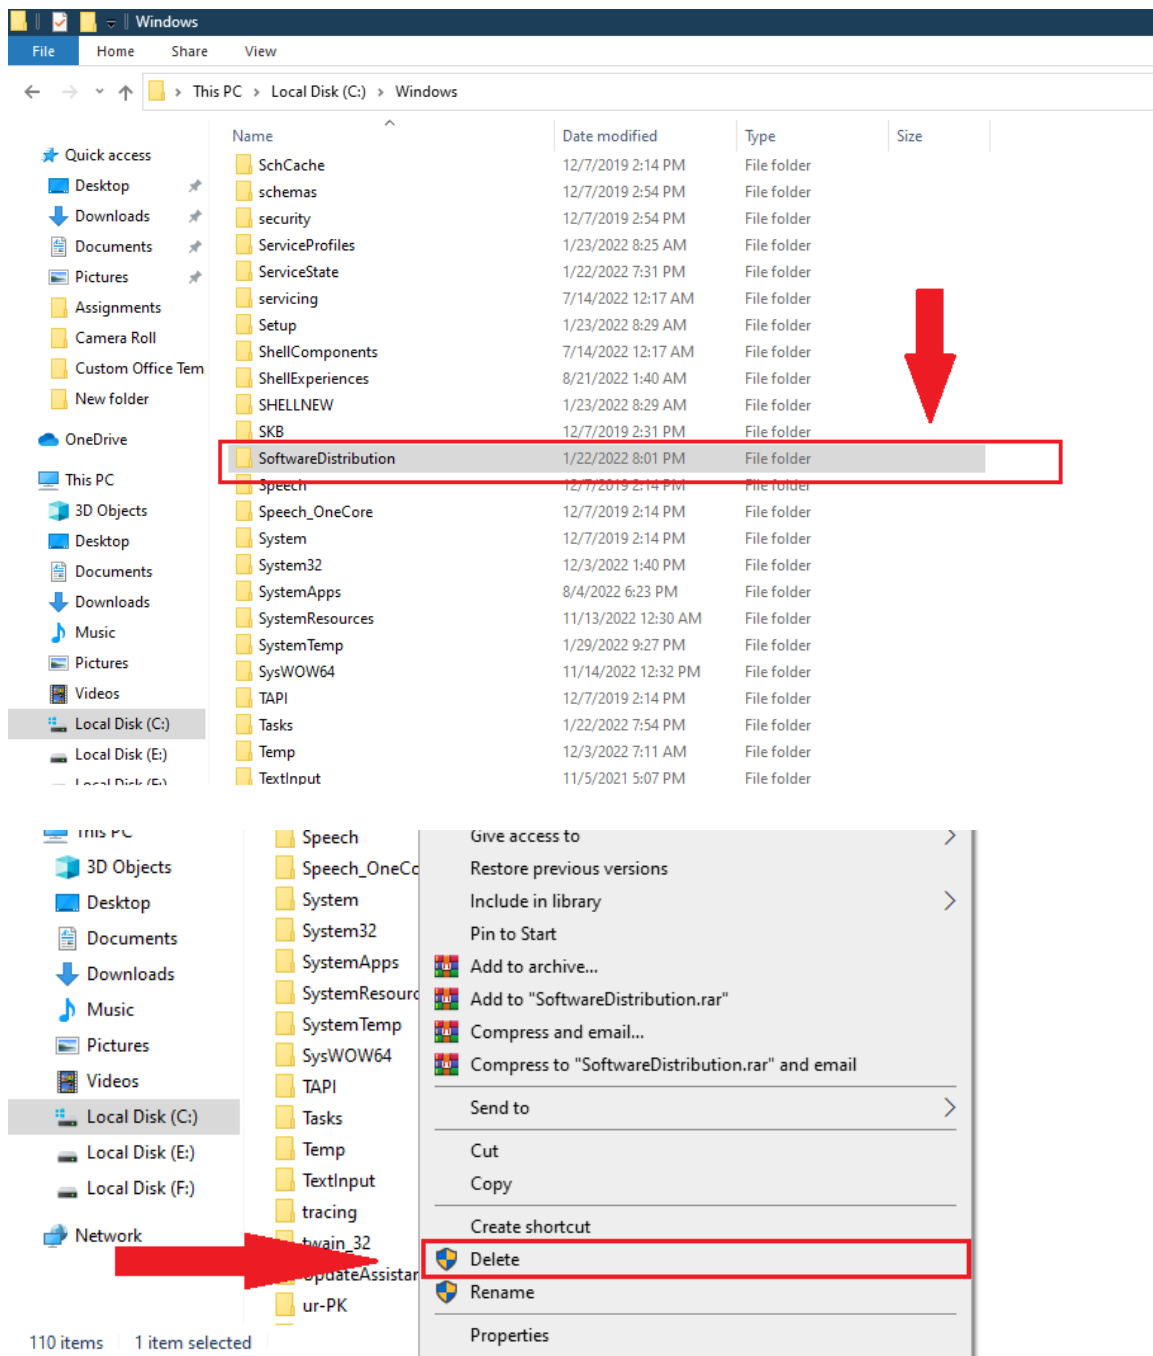 Windows
File Home Share View
This PC > Local Disk (C:) > Windows
Name Date modified Type Size
Quick access
Desktop
Downloads
Documents
Pictures
Assignments
Camera Roll
Custom Office Tem
New folder
OneDrive
This PC
3D Objects
Desktop
Documents
Downloads
Music
Pictures
Videos
Local Disk (C:)
Local Disk (E:)
Local Disk (F:)
SchCache 12/7/2019 2:14 PM File folder
schemas 12/7/2019 2:54 PM File folder
security 12/7/2019 2:54 PM File folder
ServiceProfiles 1/23/2022 8:25 AM File folder
ServiceState 1/22/2022 7:31 PM File folder
servicing 7/14/2022 12:17 AM File folder
Setup 1/23/2022 8:29 AM File folder
ShellComponents 7/14/2022 12:17 AM File folder
ShellExperiences 8/21/2022 1:40 AM File folder
SHELLNEW 1/23/2022 8:29 AM File folder
SKB 12/7/2019 2:31 PM File folder
SoftwareDistribution 1/22/2022 8:01 PM File folder
Speech 12/7/2019 2:14 PM File folder
Speech_OneCore 12/7/2019 2:14 PM File folder
System 12/7/2019 2:14 PM File folder
System32 12/3/2022 1:40 PM File folder
SystemApps 8/4/2022 6:23 PM File folder
SystemResources 11/13/2022 12:30 AM File folder
SystemTemp 1/29/2022 9:27 PM File folder
SysWOW64 11/14/2022 12:32 PM File folder
TAPI 12/7/2019 2:14 PM File folder
Tasks 1/22/2022 7:54 PM File folder
Temp 12/3/2022 7:11 AM File folder
TextInput 11/5/2021 5:07 PM File folder
This PC
3D Objects
Desktop
Documents
Downloads
Music
Pictures
Videos
Local Disk (C:)
Local Disk (E:)
Local Disk (F:)
Network
Speech
Speech_OneCo
System
System32
SystemApps
SystemResourc
SystemTemp
SysWOW64
TAPI
Tasks
Temp
TextInput
tracing
twain_32
UpdateAssistar
ur-PK
Give access to
Restore previous versions
Include in library
Pin to Start
Add to archive...
Add to "SoftwareDistribution.rar"
Compress and email...
Compress to "SoftwareDistribution.rar" and email
Send to
Cut
Copy
Create shortcut
Delete
Rename
Properties
110 items 1 item selected